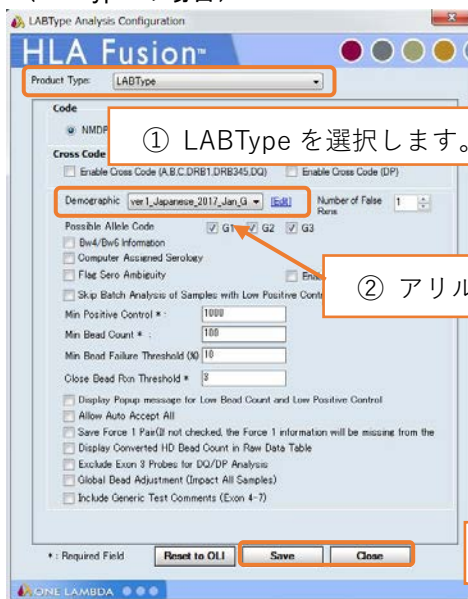 LABType Analysis Configuration
HLA Fusion™
Product Type: LABType
Code
NMDP
① LABType を選択します。
Cross Code
Enable Cross Code (A,B,C,DRB1,DRB345,DQ) Enable Cross Code (DP)
Demographic ver1_Japanese_2017_Jan_G [Edit] Number of False 1
Rxns
Possible Allele Code G1 G2 G3
Bw4/Bw6 Information
Computer Assigned Serology
Flag Sero Ambiguity
② アリル
Skip Batch Analysis of Samples with Low Positive
Min Positive Control * : 1000
Min Bead Count * : 100
Min Bead Failure Threshold (%) 10
Close Bead Rxn Threshold *
Display Popup message for Low Bead Count and Low Positive Control
Allow Auto Accept All
Save Force 1 Pair(If not checked, the Force 1 information will be missing from the
Display Converted HD Bead Count in Raw Data Table
Exclude Exon 3 Probes for DQ/DP Analysis
Global Bead Adjustment (Impact All Samples)
Include Generic Test Comments (Exon 4-7)
* : Required Field Reset to OLI Save Close
ONE LAMBDA